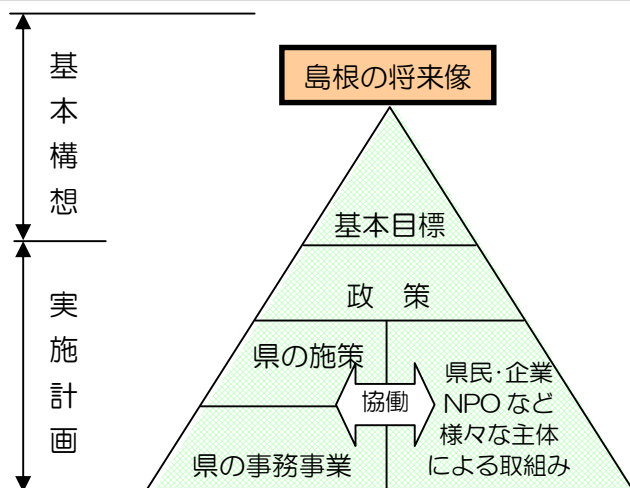 島根の将来像
基本構想
基本目標
政　策
実施計画
県の施策
協働
県民・企業
NPO など
様々な主体
による取組み
県の事務事業